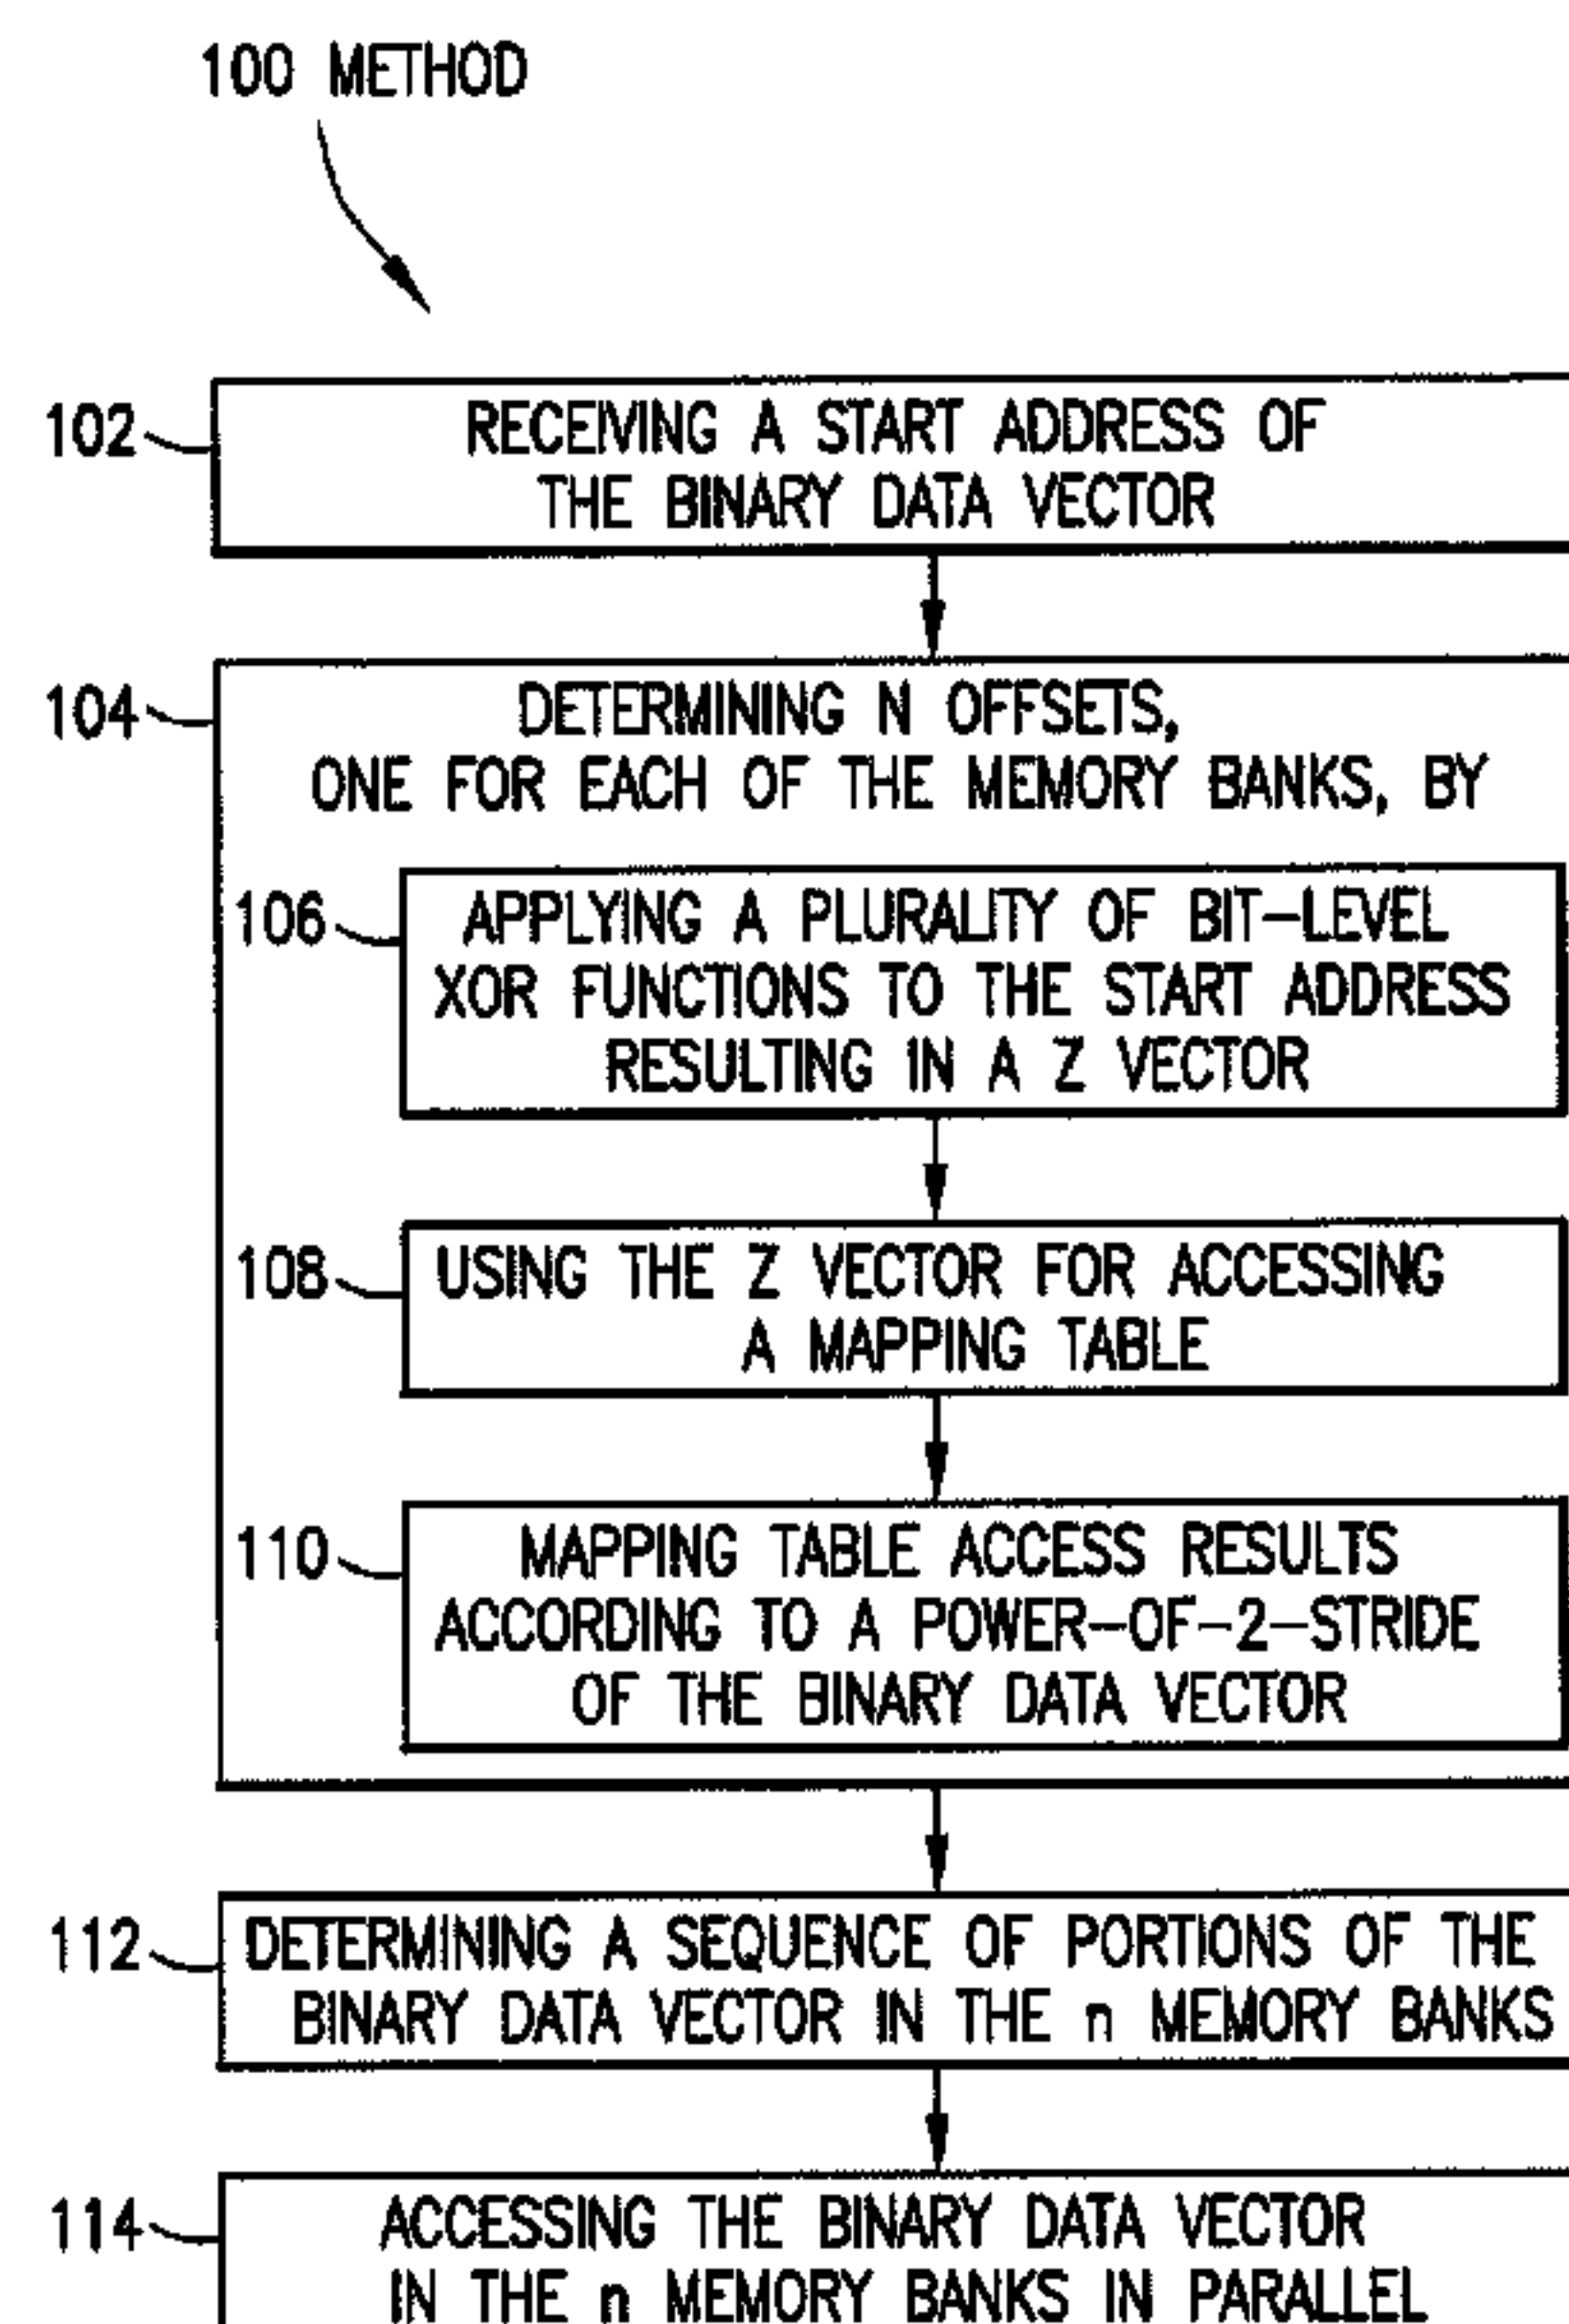 100 METHOD
102
RECEIVING A START ADDRESS OF
THE BINARY DATA VECTOR
104
DETERMINING N OFFSETS,
ONE FOR EACH OF THE MEMORY BANKS, BY
106
APPLYING A PLURALITY OF BIT-LEVEL
XOR FUNCTIONS TO THE START ADDRESS
RESULTING IN A Z VECTOR
108
USING THE Z VECTOR FOR ACCESSING
A MAPPING TABLE
110
MAPPING TABLE ACCESS RESULTS
ACCORDING TO A POWER-OF-2-STRIDE
OF THE BINARY DATA VECTOR
112
DETERMINING A SEQUENCE OF PORTIONS OF THE
BINARY DATA VECTOR IN THE n MEMORY BANKS
114
ACCESSING THE BINARY DATA VECTOR
IN THE n MEMORY BANKS IN PARALLEL